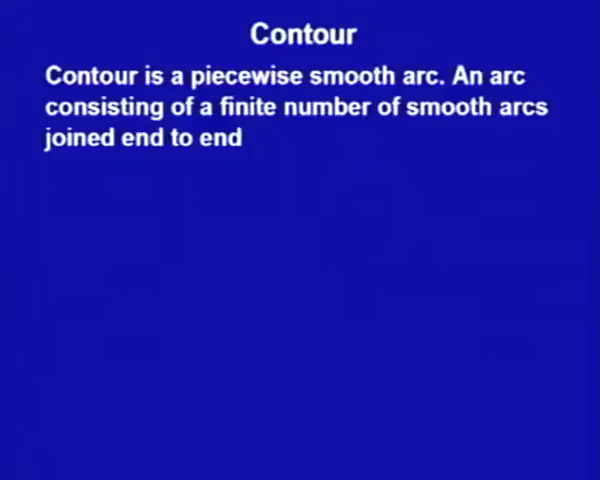 Contour
Contour is a piecewise smooth arc. An arc
consisting of a finite number of smooth arcs
joined end to end